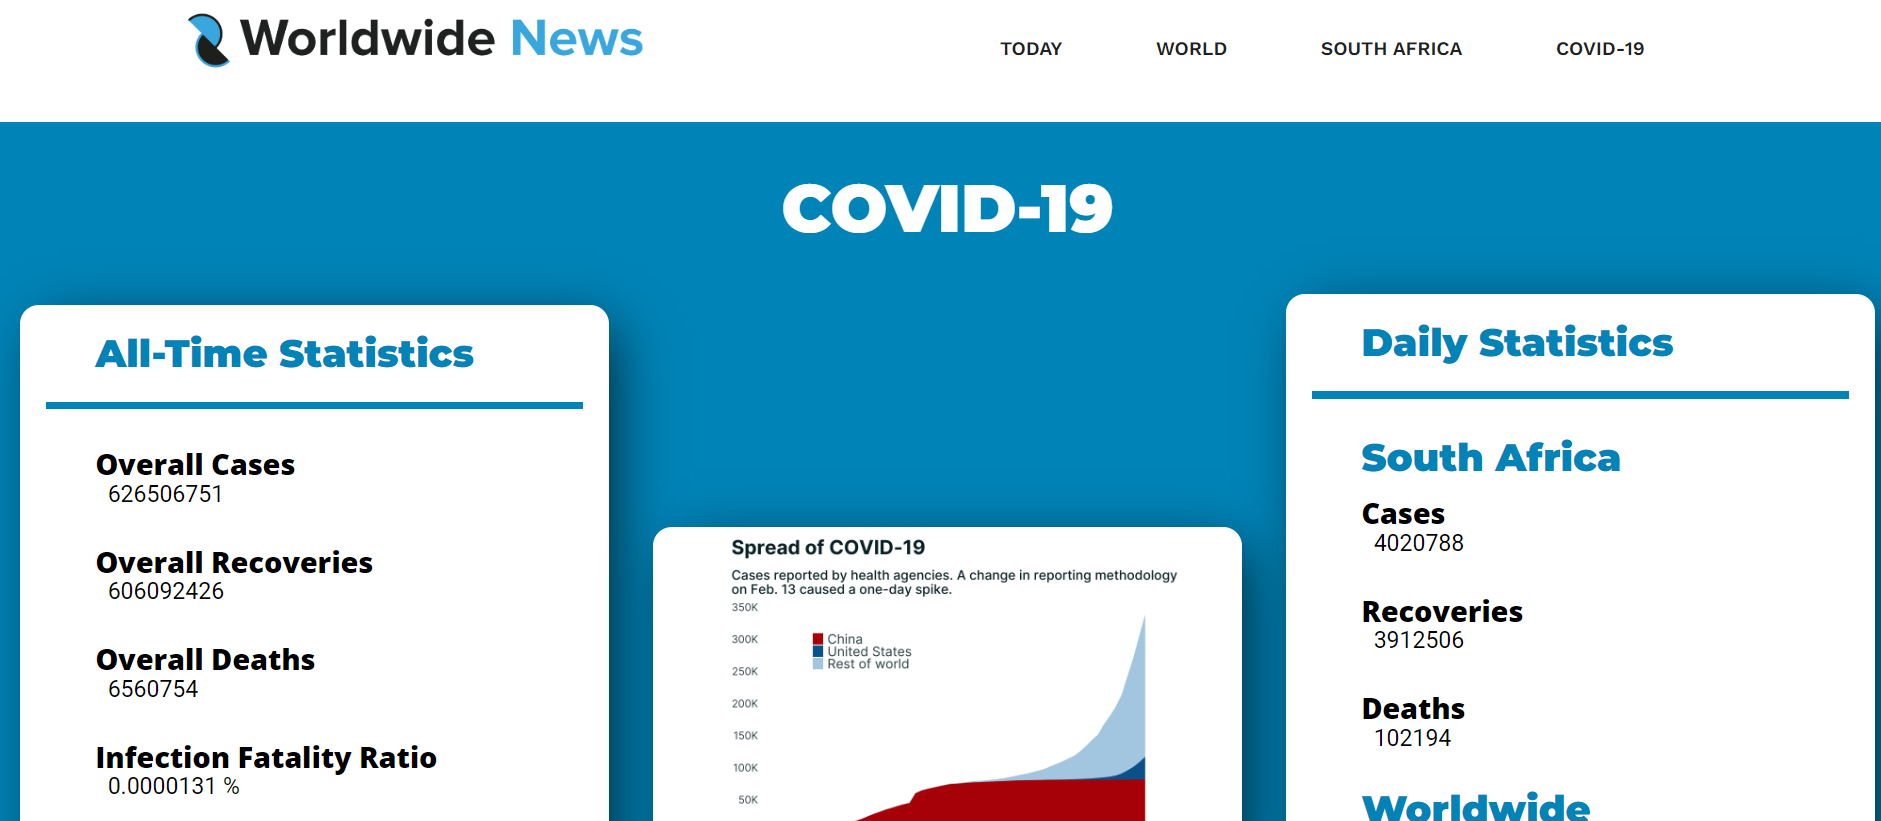 Worldwide News
TODAY
WORLD
SOUTH AFRICA
COVID-19
COVID-19
All-Time Statistics
Overall Cases
626506751
Overall Recoveries
606092426
Overall Deaths
6560754
Infection Fatality Ratio
0.0000131 %
Spread of COVID-19
Cases reported by health agencies. A change in reporting methodology
on Feb. 13 caused a one-day spike.
350K
300K
250K
200K
150K
100K
50K
China
United States
Rest of world
Daily Statistics
South Africa
Cases
4020788
Recoveries
3912506
Deaths
102194
Worldwide